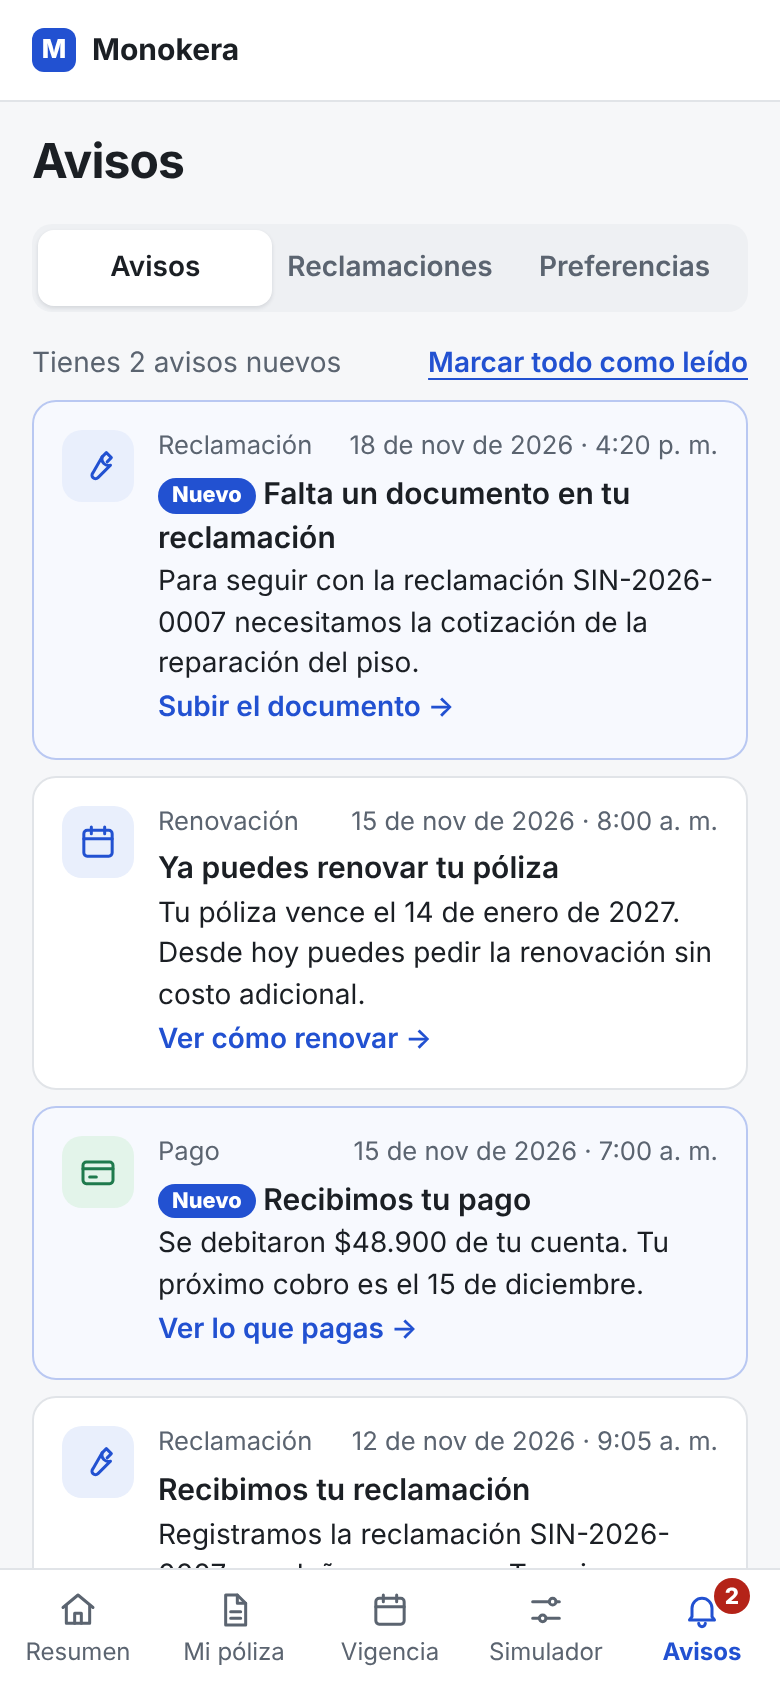 M Monokera
Avisos
Avisos Reclamaciones Preferencias
Tienes 2 avisos nuevos Marcar todo como leído
Reclamación 18 de nov de 2026 · 4:20 p. m.
Nuevo Falta un documento en tu
reclamación
Para seguir con la reclamación SIN-2026-
0007 necesitamos la cotización de la
reparación del piso.
Subir el documento →
Renovación 15 de nov de 2026 · 8:00 a. m.
Ya puedes renovar tu póliza
Tu póliza vence el 14 de enero de 2027.
Desde hoy puedes pedir la renovación sin
costo adicional.
Ver cómo renovar →
Pago 15 de nov de 2026 · 7:00 a. m.
Nuevo Recibimos tu pago
Se debitaron $48.900 de tu cuenta. Tu
próximo cobro es el 15 de diciembre.
Ver lo que pagas →
Reclamación 12 de nov de 2026 · 9:05 a. m.
Recibimos tu reclamación
Registramos la reclamación SIN-2026-
2
Resumen Mi póliza Vigencia Simulador Avisos